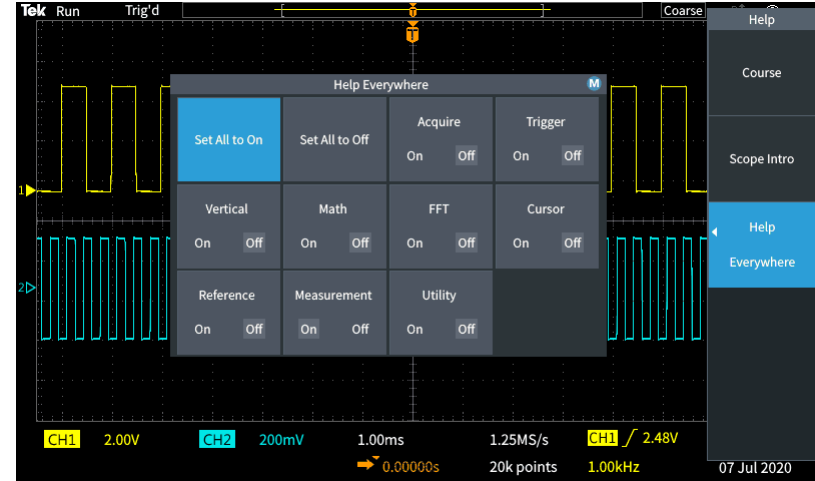 Tek Run Trig'd Coarse
T
T
Help
Course
Scope Intro
Help
Everywhere
Help Everywhere M
Set All to On
Set All to Off
Acquire
On Off
Trigger
On Off
Vertical
On Off
Math
On Off
FFT
On Off
Cursor
On Off
Reference
On Off
Measurement
On Off
Utility
On Off
1
2
CH1 2.00V CH2 200mV 1.00ms 1.25MS/s CH1 2.48V
0.00000s 20k points 1.00kHz 07 Jul 2020